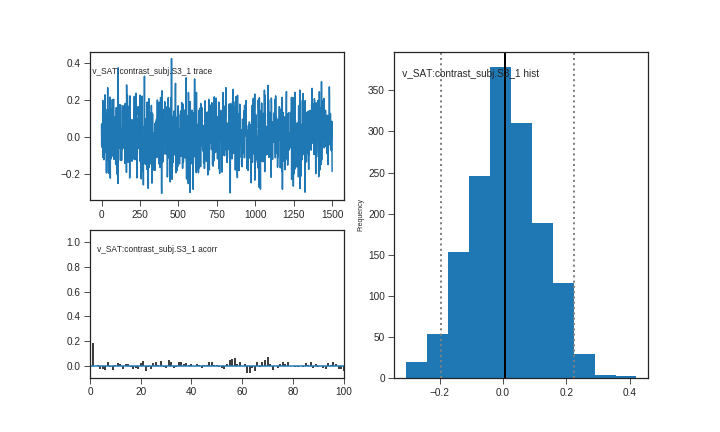 0.4
0.2
0.0
−0.2
v_SAT:contrast_subj.S3_1 trace
0 250 500 750 1000 1250 1500
1.0
0.8
0.6
0.4
0.2
0.0
v_SAT:contrast_subj.S3_1 acorr
0 20 40 60 80 100
v_SAT:contrast_subj.S3_1 hist
Frequency
350
300
250
200
150
100
50
0
−0.2 0.0 0.2 0.4